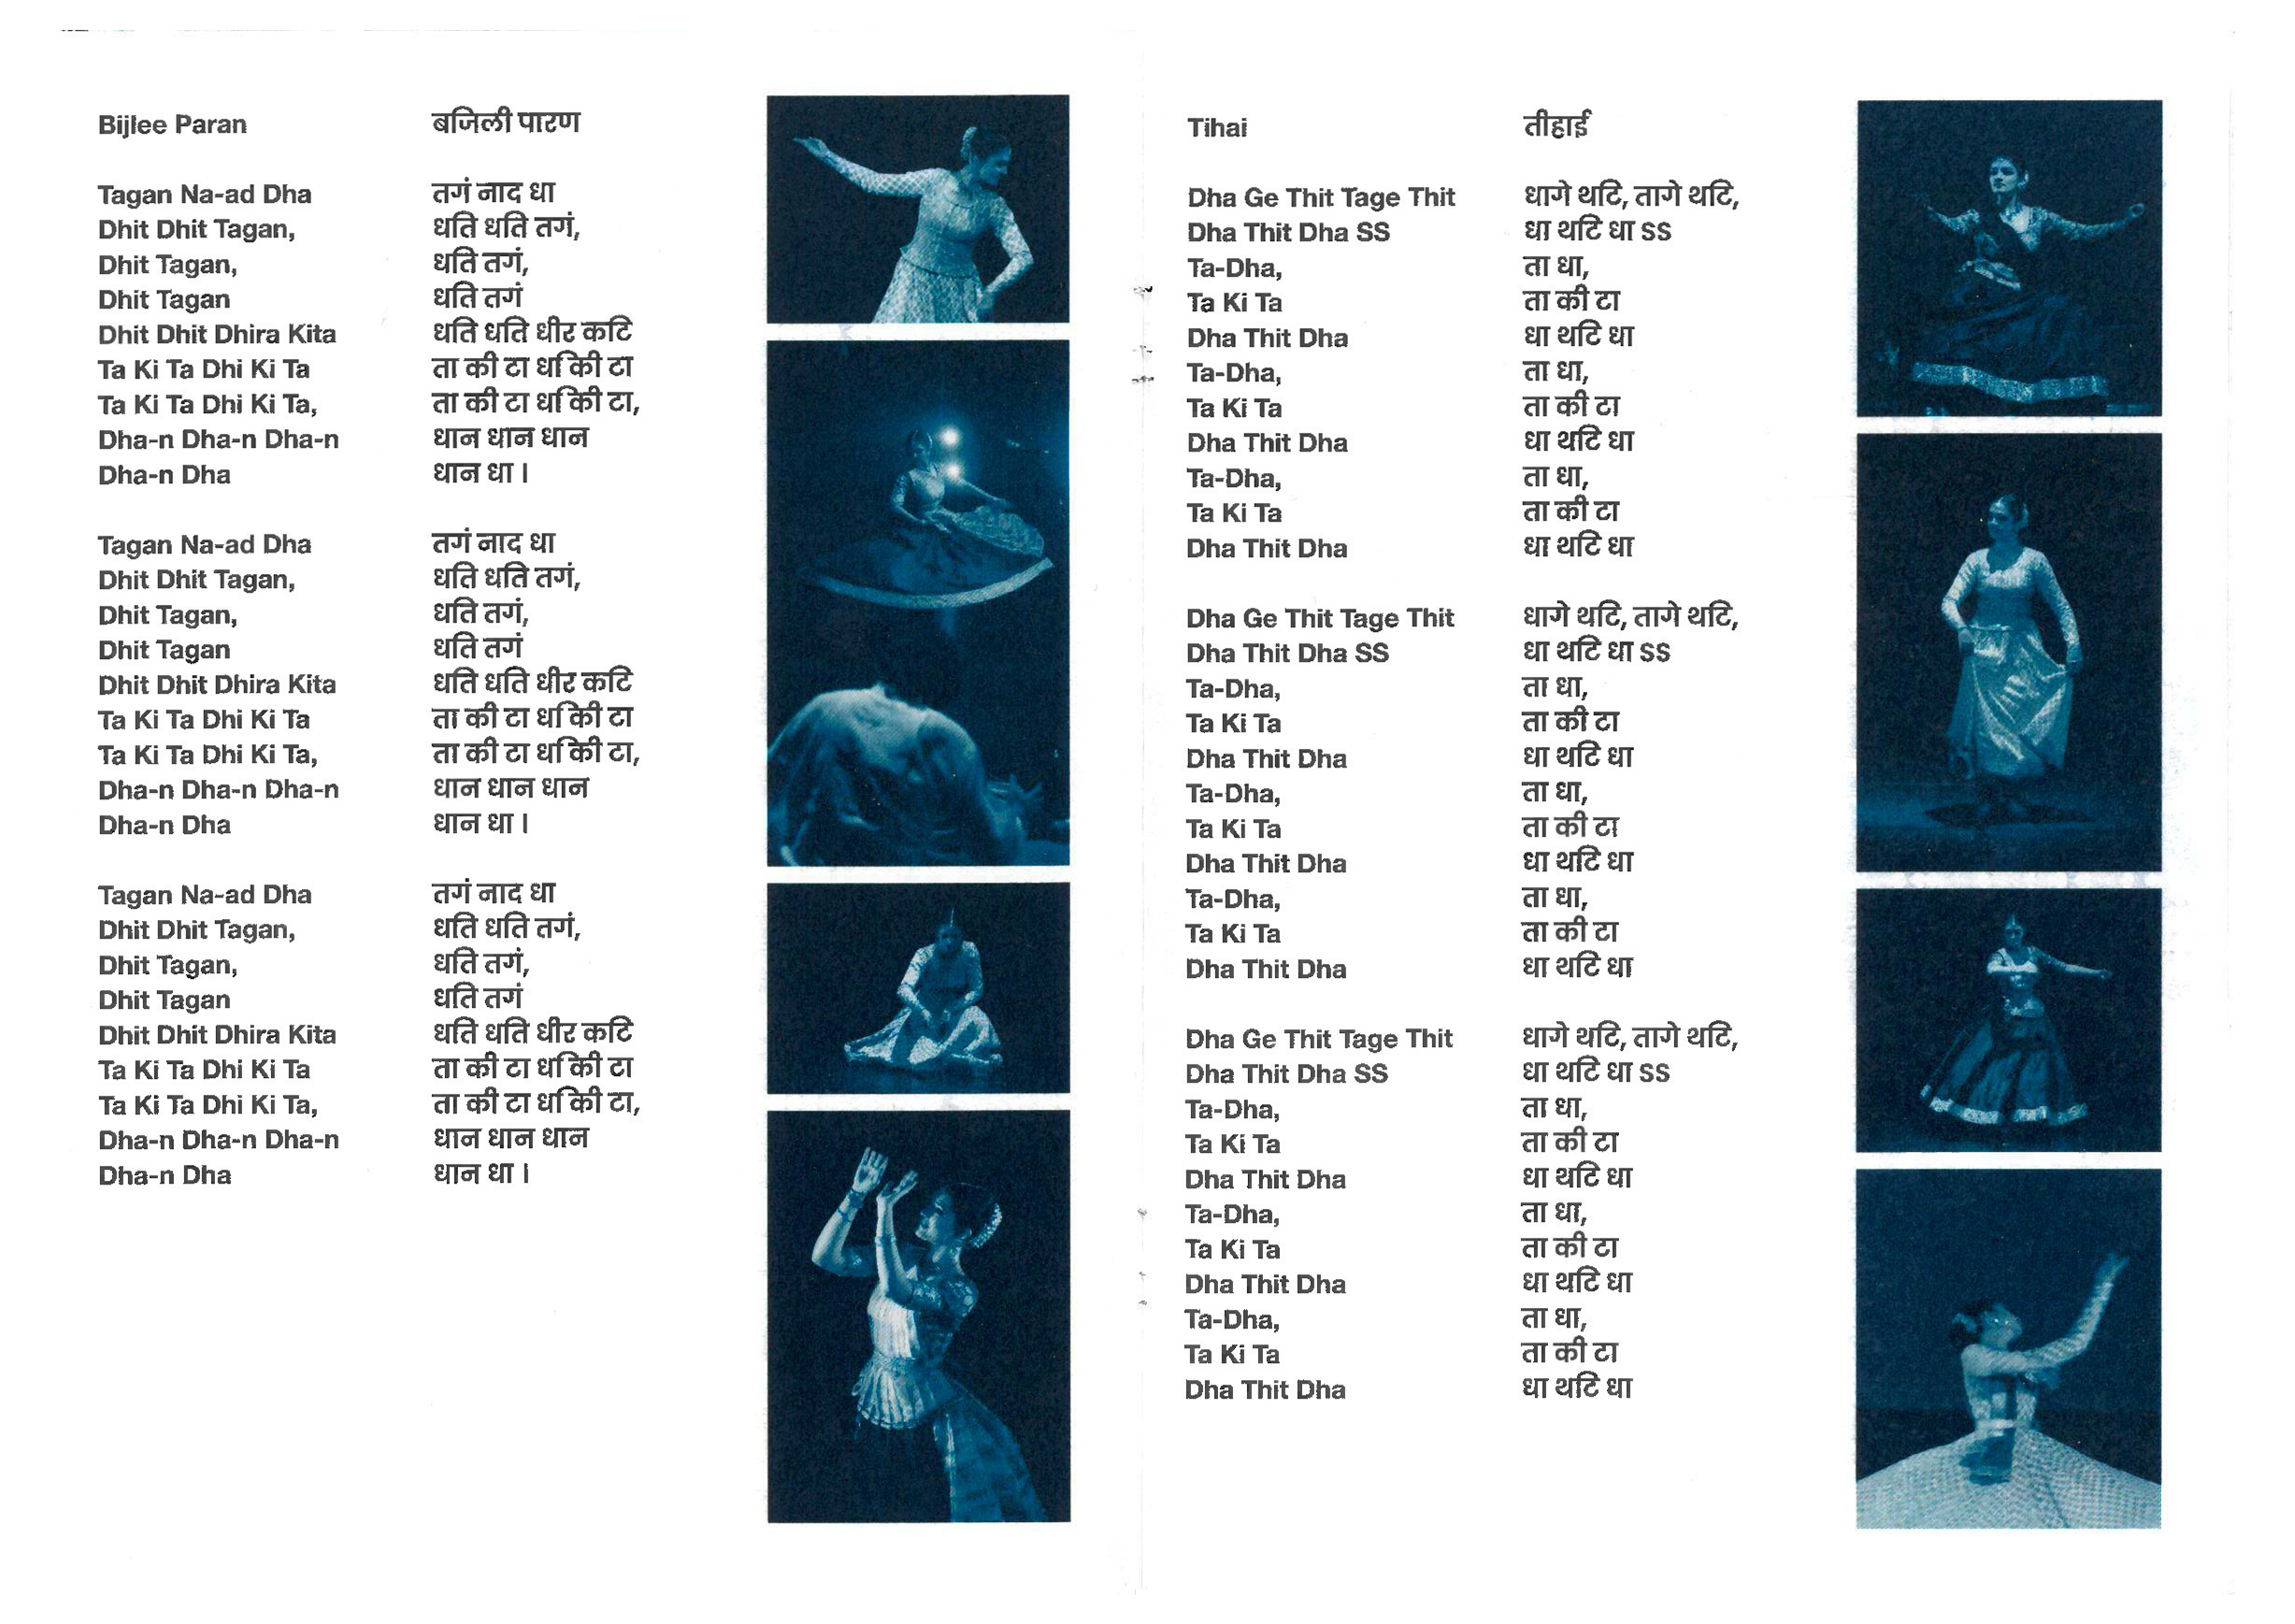 Bijlee Paran
Tagan Na-ad Dha
Dhit Dhit Tagan,
Dhit Tagan,
Dhit Tagan
Dhit Dhit Dhira Kita
Ta Ki Ta Dhi Ki Ta
Ta Ki Ta Dhi Ki Ta,
Dha-n Dha-n Dha-n
Dha-n Dha
Tagan Na-ad Dha
Dhit Dhit Tagan,
Dhit Tagan,
Dhit Tagan
Dhit Dhit Dhira Kita
Ta Ki Ta Dhi Ki Ta
Ta Ki Ta Dhi Ki Ta,
Dha-n Dha-n Dha-n
Dha-n Dha
Tagan Na-ad Dha
Dhit Dhit Tagan,
Dhit Tagan,
Dhit Tagan
Dhit Dhit Dhira Kita
Ta Ki Ta Dhi Ki Ta
Ta Ki Ta Dhi Ki Ta,
Dha-n Dha-n Dha-n
Dha-n Dha
बजिली पारण
तगं नाद धा
धति धति तगं,
धति तगं,
धति तगं
धति धति धीर कटि
ता की टा धकिी टा
ता की टा धकिी टा,
धान धान धान
धान धा ।
तगं नाद धा
धति धति तगं,
धति तगं,
धति तगं
धति धति धीर कटि
ता की टा धकिी टा
ता की टा धकिी टा,
धान धान धान
धान धा ।
तगं नाद धा
धति धति तगं,
धति तगं,
धति तगं
धति धति धीर कटि
ता की टा धकिी टा
ता की टा धकिी टा,
धान धान धान
धान धा ।
Tihai
Dha Ge Thit Tage Thit
Dha Thit Dha SS
Ta-Dha,
Ta Ki Ta
Dha Thit Dha
Ta-Dha,
Ta Ki Ta
Dha Thit Dha
Ta-Dha,
Ta Ki Ta
Dha Thit Dha
Dha Ge Thit Tage Thit
Dha Thit Dha SS
Ta-Dha,
Ta Ki Ta
Dha Thit Dha
Ta-Dha,
Ta Ki Ta
Dha Thit Dha
Ta-Dha,
Ta Ki Ta
Dha Thit Dha
Dha Ge Thit Tage Thit
Dha Thit Dha SS
Ta-Dha,
Ta Ki Ta
Dha Thit Dha
Ta-Dha,
Ta Ki Ta
Dha Thit Dha
Ta-Dha,
Ta Ki Ta
Dha Thit Dha
तीहाई
धागे थटि, तागे थटि,
धा थटि धा SS
ता धा,
ता की टा
धा थटि धा
ता धा,
ता की टा
धा थटि धा
ता धा,
ता की टा
धा थटि धा
धागे थटि, तागे थटि,
धा थटि धा SS
ता धा,
ता की टा
धा थटि धा
ता धा,
ता की टा
धा थटि धा
ता धा,
ता की टा
धा थटि धा
धागे थटि, तागे थटि,
धा थटि धा SS
ता धा,
ता की टा
धा थटि धा
ता धा,
ता की टा
धा थटि धा
ता धा,
ता की टा
धा थटि धा